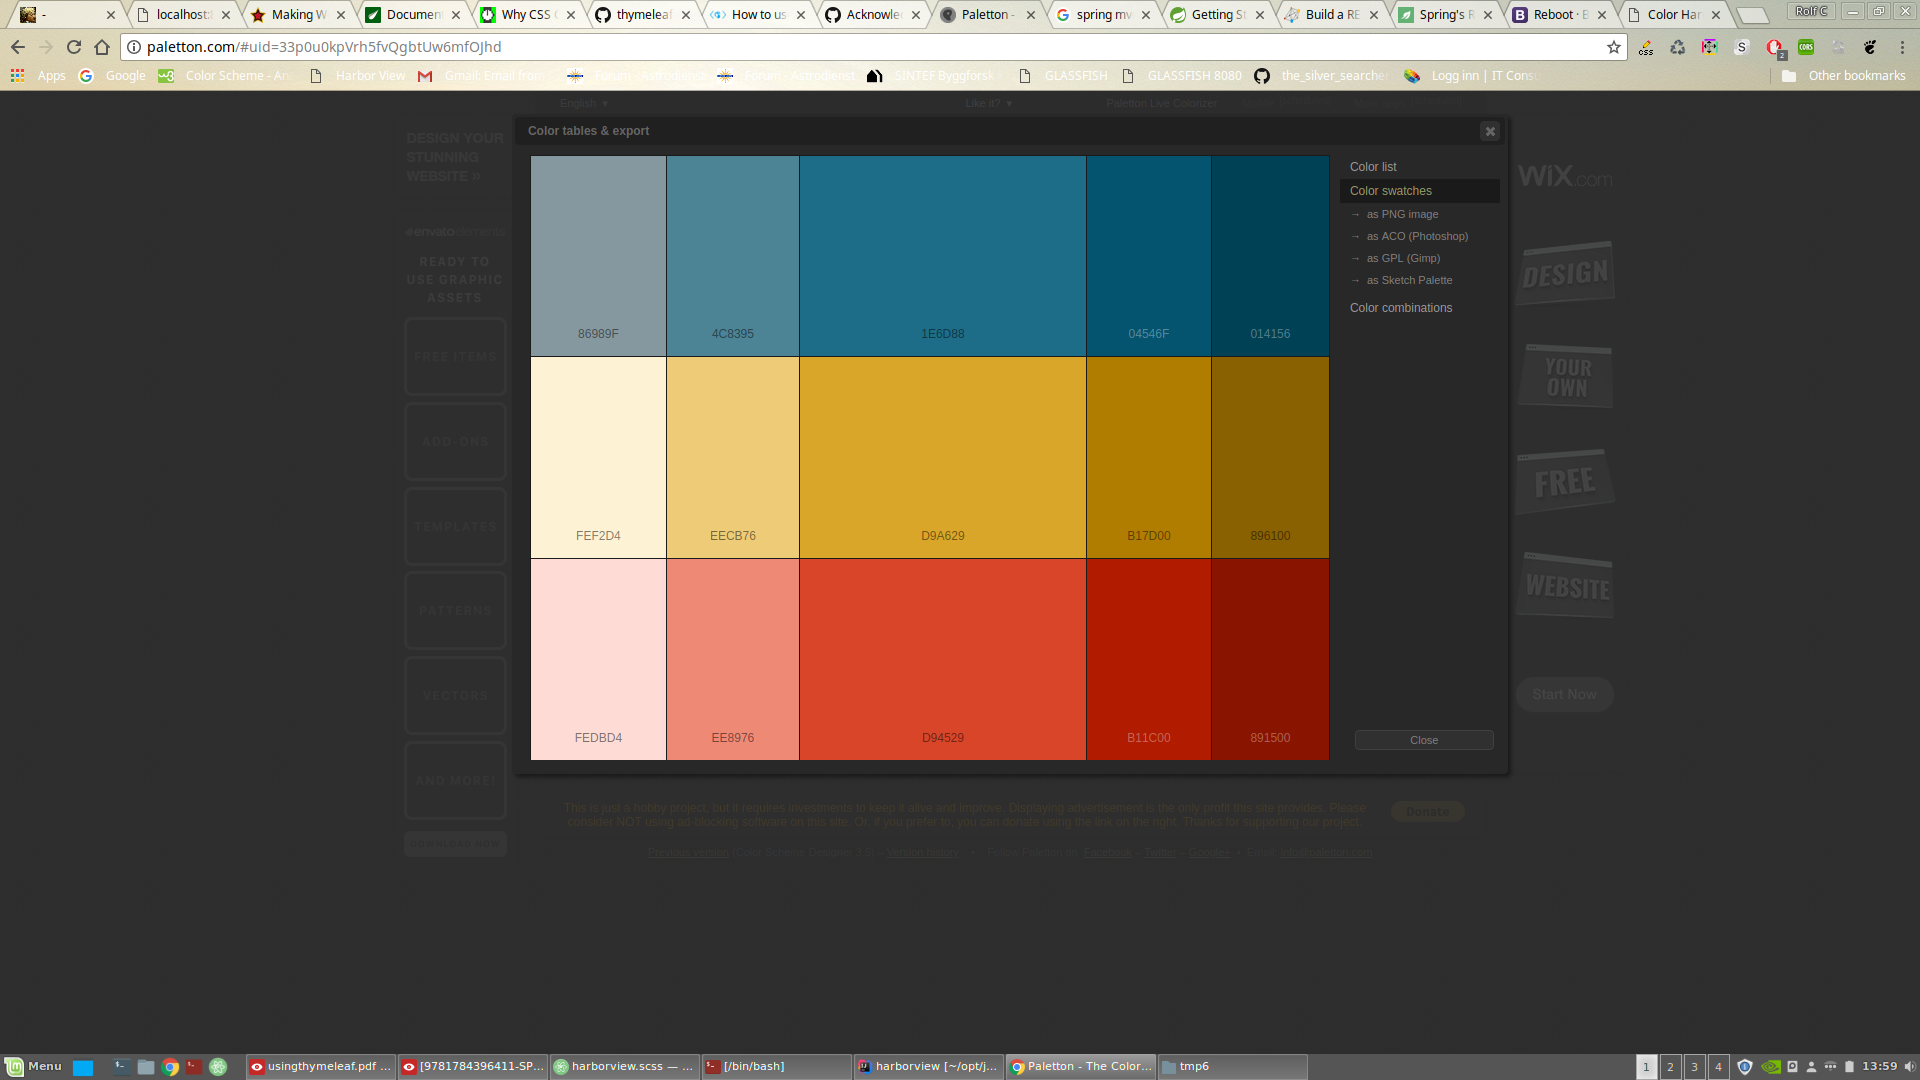 -
localhost:
Making W
Documen
Why CSS
thymeleaf
How to us
Acknowle
Paletton -
spring mv
Getting S
Build a RE
Spring's R
Reboot · B
Color Har
Rolf C
paletton.com/#uid=33p0u0kpVrh5fvQgbtUw6mfOJhd
Apps
Google
Color Scheme - An
Harbor View
Gmail: Email from
Forum - Astrodienst
SINTEF Byggforsk
GLASSFISH
GLASSFISH 8080
the_silver_searcher
Logg inn | IT Cons
Other bookmarks
English ▾
Like it? ▾
Paletton Live Colorizer
Color tables & export
DESIGN YOUR
STUNNING
WEBSITE »
envato elements
READY TO
USE GRAPHIC
ASSETS
FREE ITEMS
ADD-ONS
TEMPLATES
PATTERNS
VECTORS
AND MORE!
DOWNLOAD NOW
86989F
4C8395
1E6D88
04546F
014156
FEF2D4
EECB76
D9A629
B17D00
896100
FEDBD4
EE8976
D94529
B11C00
891500
Color list
Color swatches
→ as PNG image
→ as ACO (Photoshop)
→ as GPL (Gimp)
→ as Sketch Palette
Color combinations
Close
WiX.com
DESIGN
YOUR
OWN
FREE
WEBSITE
Start Now
This is just a hobby project, but it requires investments to keep it alive and improve. Displaying advertisement is the only profit this site provides. Please
consider NOT using ad-blocking software on this site. Or, if you prefer to, you can donate using the link on the right. Thanks for supporting our project.
Donate
Previous version (Color Scheme Designer 3.5) – Version history • Follow Paletton on: Facebook – Twitter – Google+ • Email: info@paletton.com
Menu
usingthymeleaf.pdf ...
[9781784396411-SP...
harborview.scss — ...
[/bin/bash]
harborview [~/opt/j...
Paletton - The Color...
tmp6
1
2
3
4
13:59